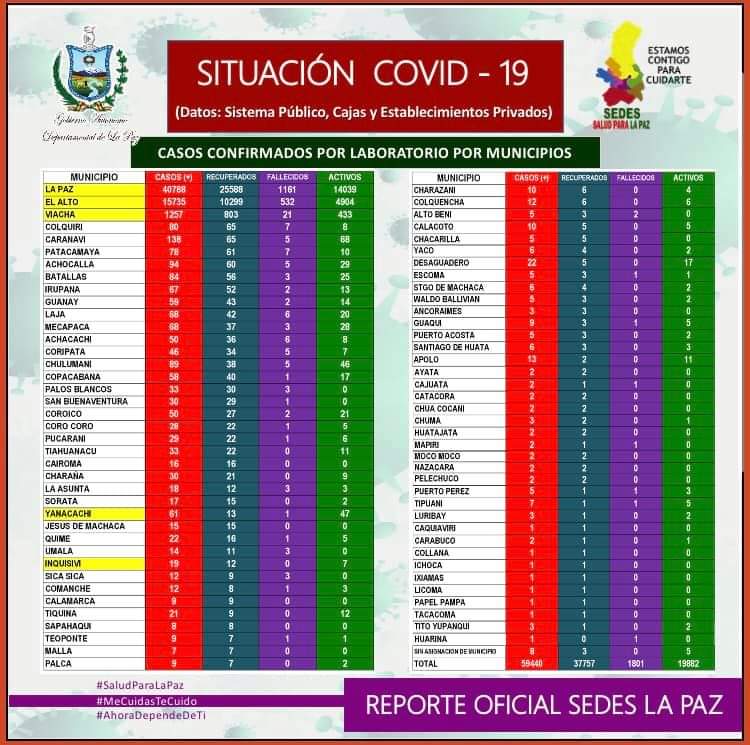 Gobierno Autónomo
Departamental de La Paz
SITUACIÓN COVID - 19
(Datos: Sistema Público, Cajas y Establecimientos Privados)
ESTAMOS
CONTIGO
PARA
CUIDARTE
SEDES
SALUD PARA LA PAZ
CASOS CONFIRMADOS POR LABORATORIO POR MUNICIPIOS
MUNICIPIO CASOS (+) RECUPERADOS FALLECIDOS ACTIVOS
LA PAZ 40788 25588 1161 14039
EL ALTO 15735 10299 532 4904
VIACHA 1257 803 21 433
COLQUIRI 80 65 7 8
CARANAVI 138 65 5 68
PATACAMAYA 78 61 7 10
ACHOCALLA 94 60 5 29
BATALLAS 84 56 3 25
IRUPANA 67 52 2 13
GUANAY 59 43 2 14
LAJA 68 42 6 20
MECAPACA 68 37 3 28
ACHACACHI 50 36 6 8
CORIPATA 46 34 5 7
CHULUMANI 89 38 5 46
COPACABANA 58 40 1 17
PALOS BLANCOS 33 30 3 0
SAN BUENAVENTURA 30 29 1 0
COROICO 50 27 2 21
CORO CORO 28 22 1 5
PUCARANI 29 22 1 6
TIAHUANACU 33 22 0 11
CAIROMA 16 16 0 0
CHARAÑA 30 21 0 9
LA ASUNTA 18 12 3 3
SORATA 17 15 0 2
YANACACHI 61 13 1 47
JESUS DE MACHACA 15 15 0 0
QUIME 22 16 1 5
UMALA 14 11 3 0
INQUISIVI 19 12 0 7
SICA SICA 12 9 3 0
COMANCHE 12 8 1 3
CALAMARCA 9 9 0 0
TIQUINA 21 9 0 12
SAPAHAQUI 8 8 0 0
TEOPONTE 9 7 1 1
MALLA 7 7 0 0
PALCA 9 7 0 2
MUNICIPIO CASOS (+) RECUPERADOS FALLECIDOS ACTIVOS
CHARAZANI 10 6 0 4
COLQUENCHA 12 6 0 6
ALTO BENI 5 3 2 0
CALACOTO 10 5 0 5
CHACARILLA 5 5 0 0
YACO 6 4 0 2
DESAGUADERO 22 5 0 17
ESCOMA 5 3 1 1
STGO DE MACHACA 6 4 0 2
WALDO BALLIVIAN 5 3 0 2
ANCORAIMES 3 3 0 0
GUAQUI 9 3 1 5
PUERTO ACOSTA 5 3 0 2
SANTIAGO DE HUATA 6 3 0 3
APOLO 13 2 0 11
AYATA 2 2 0 0
CAJUATA 2 1 1 0
CATACORA 2 2 0 0
CHUA COCANI 2 2 0 0
CHUMA 3 2 0 1
HUATAJATA 2 2 0 0
MAPIRI 2 1 1 0
MOCO MOCO 2 2 0 0
NAZACARA 2 2 0 0
PELECHUCO 2 2 0 0
PUERTO PEREZ 5 1 1 3
TIPUANI 7 1 1 5
LURIBAY 3 1 0 2
CAQUIAVIRI 1 1 0 0
CARABUCO 2 1 0 1
COLLANA 1 1 0 0
ICHOCA 1 1 0 0
IXIAMAS 1 1 0 0
LICOMA 1 1 0 0
PAPEL PAMPA 1 1 0 0
TACACOMA 1 1 0 0
TITO YUPANQUI 3 1 0 2
HUARINA 1 0 1 0
SIN ASIGNACION DE MUNICIPIO 8 3 0 5
TOTAL 59440 37757 1801 19882
#SaludParaLaPaz
#MeCuidasTeCuido
#AhoraDependeDeTi
REPORTE OFICIAL SEDES LA PAZ